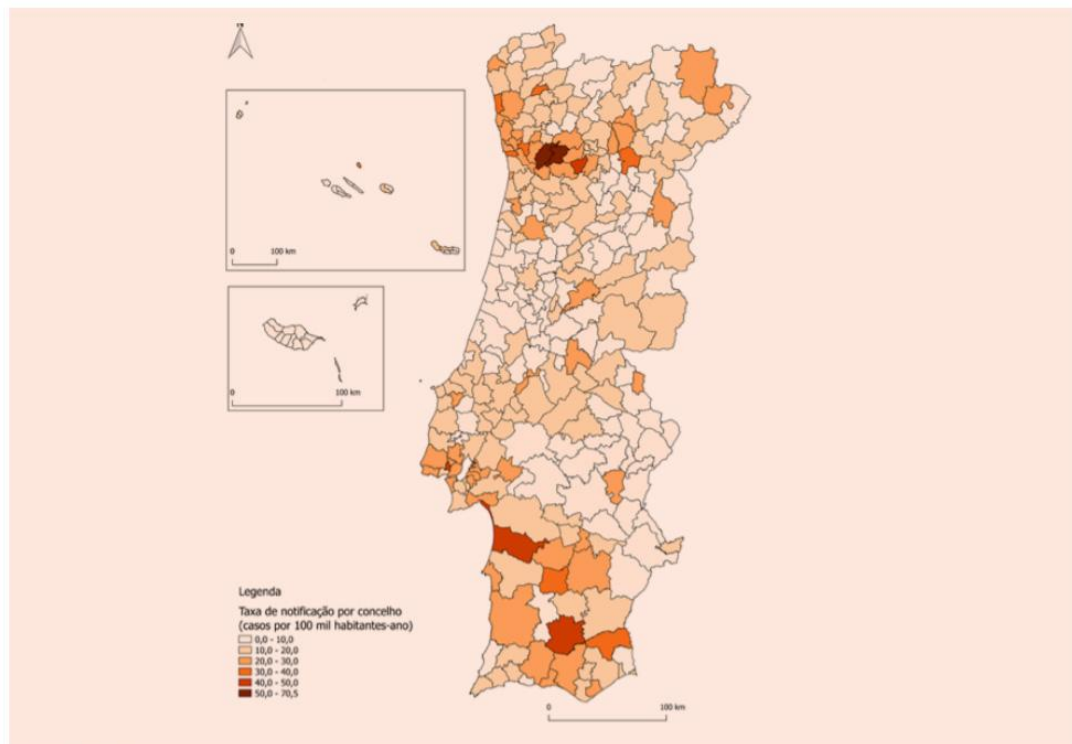 0
100 km
0
100 km
Legenda
Taxa de notificação por concelho
(casos por 100 mil habitantes-ano)
0,0 - 10,0
10,0 - 20,0
20,0 - 30,0
30,0 - 40,0
40,0 - 50,0
50,0 - 70,5
0
100 km